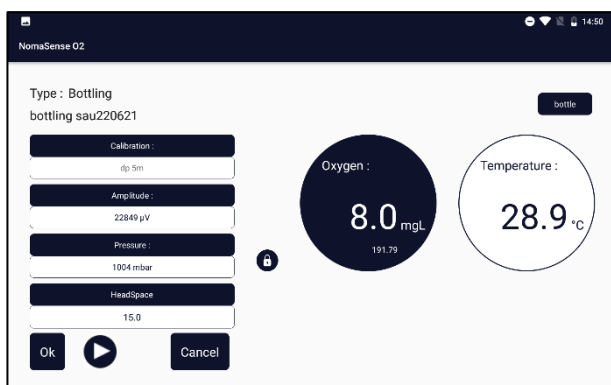 14:50
NomaSense O2
Type : Bottling
bottling sau220621
bottle
Calibration :
dp 5m
Amplitude :
22849 µV
Pressure :
1004 mbar
HeadSpace
15.0
Ok
Cancel
Oxygen :
8.0 mgL
191.79
Temperature :
28.9 °C